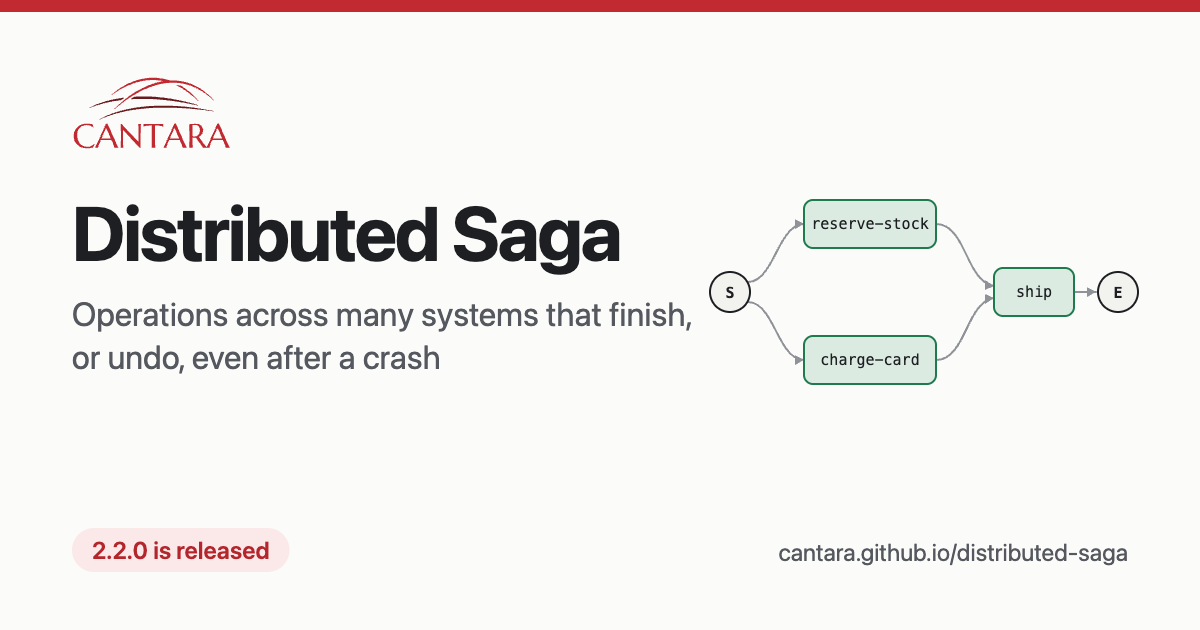 CANTARA
Distributed Saga
Operations across many systems that finish,
or undo, even after a crash
S
reserve-stock
charge-card
ship
E
2.2.0 is released
cantara.github.io/distributed-saga